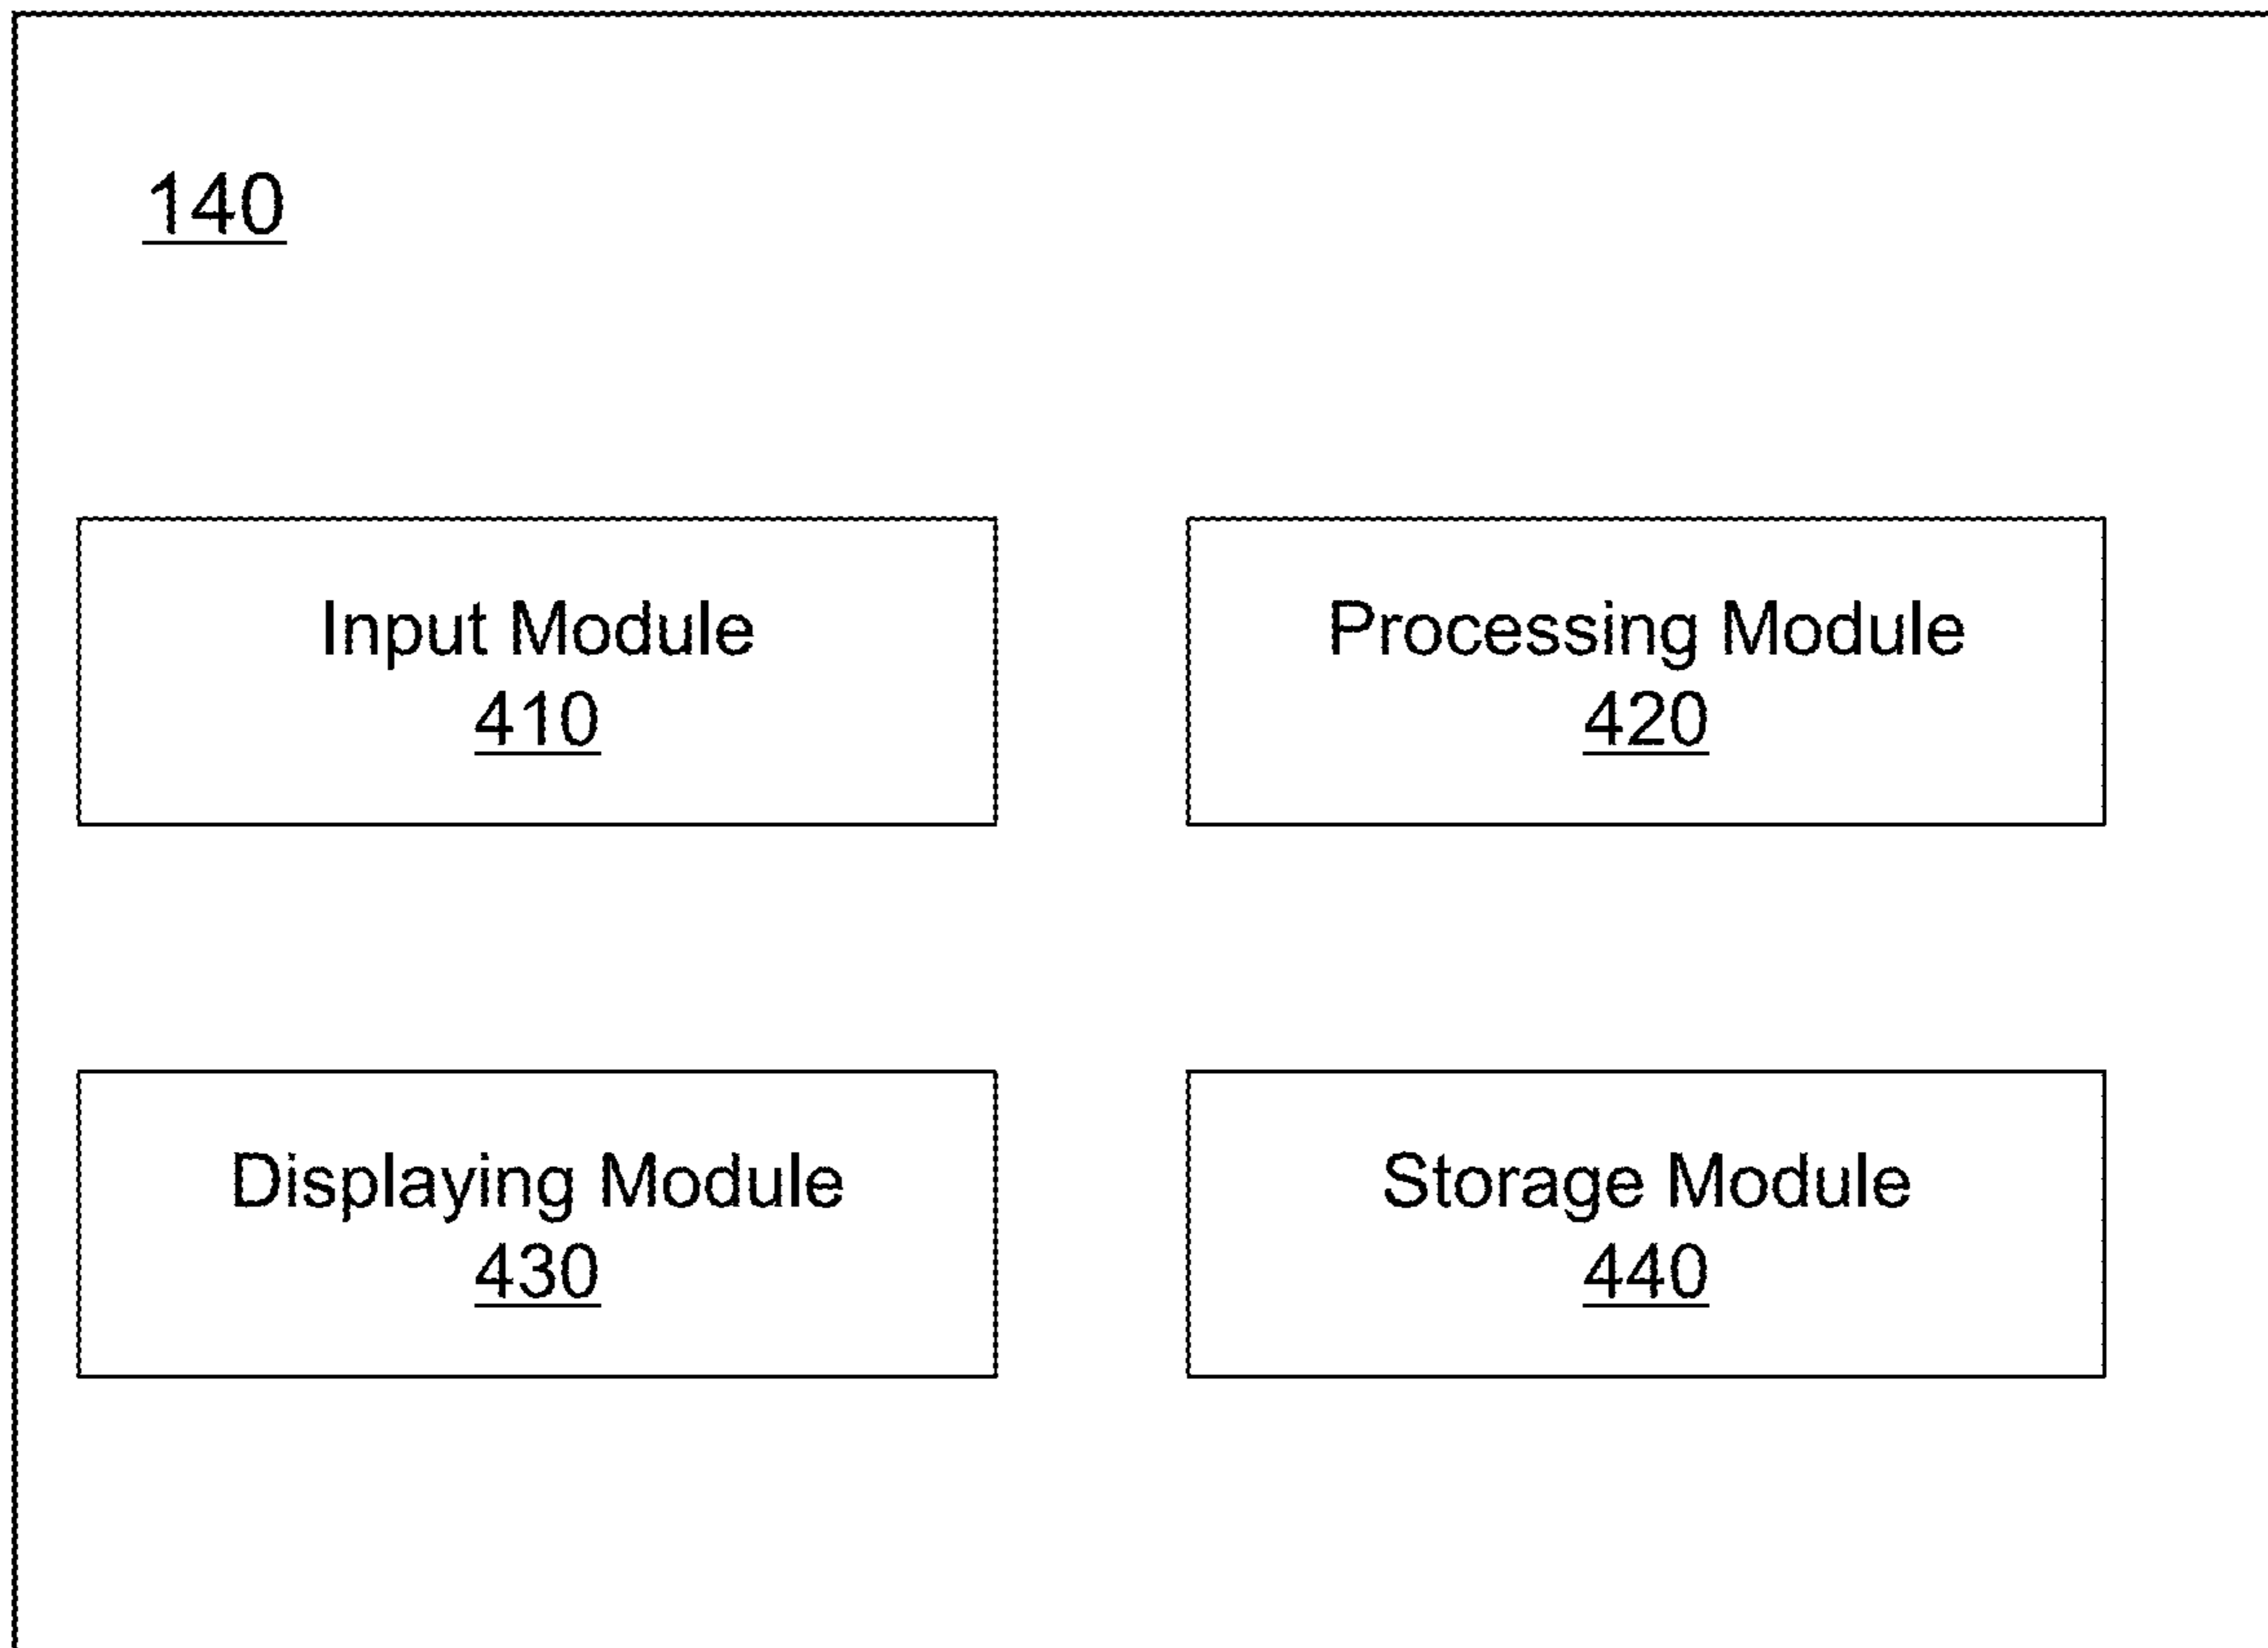 140
Input Module
410
Processing Module
420
Displaying Module
430
Storage Module
440